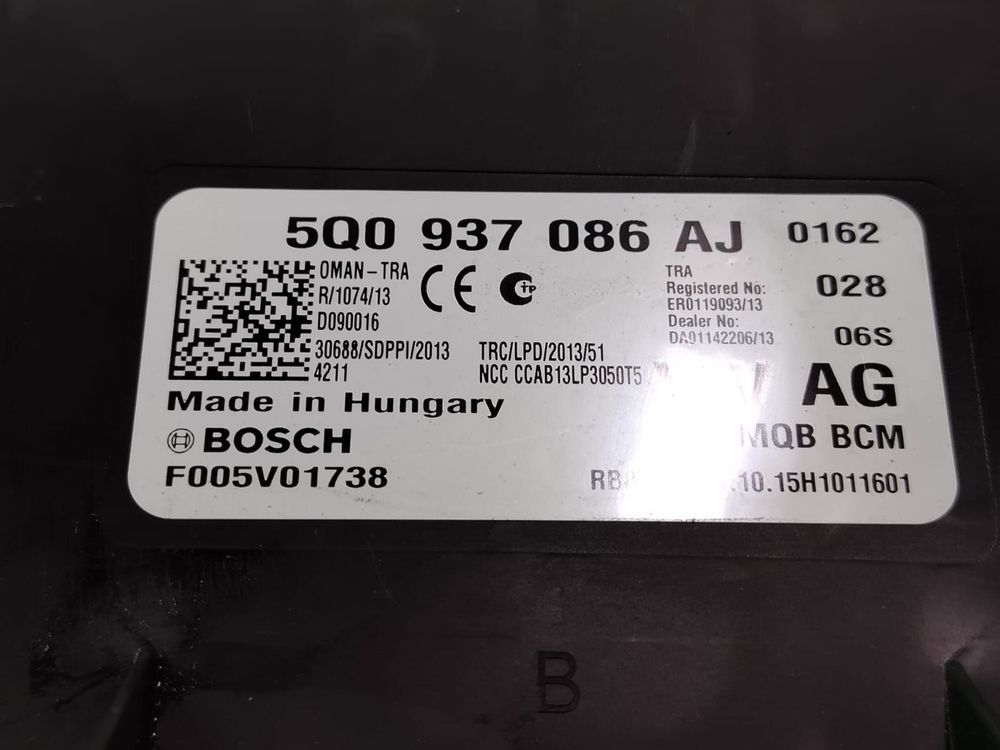 5Q0 937 086 AJ 0162
OMAN-TRA
R/1074/13
D090016
30688/SDPPI/2013
4211
CE
TP
TRC/LPD/2013/51
NCC CCAB13LP3050T5
TRA
Registered No:
ER0119093/13
Dealer No:
DA01142206/13
028
06S
AG
Made in Hungary
BOSCH
MQB BCM
F005V01738
.10.15H1011601
B